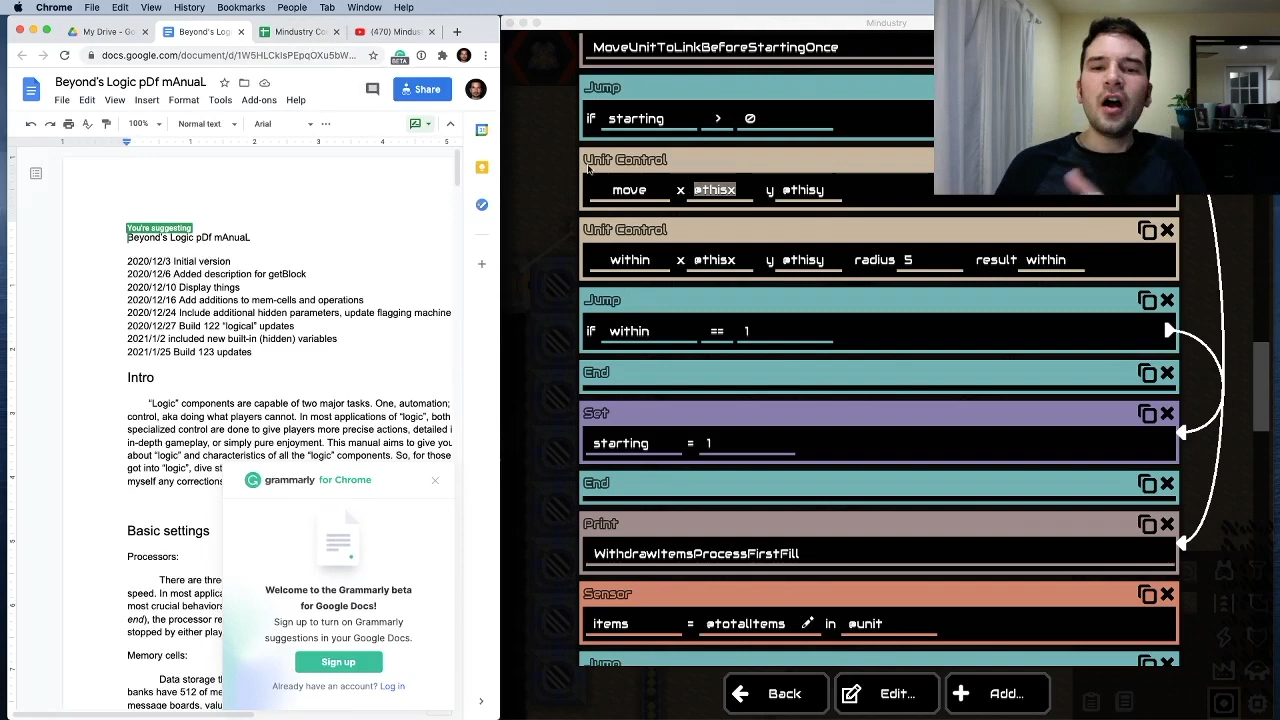 Chrome File Edit View History Bookmarks People Tab Window Help
My Drive - Go
Beyond's Logic
Mindustry Co
(470) Mindust
Mindustry
docs.google.com/document/d/1W5HLCkIsPEpqOXu5bW...
BETA
Beyond's Logic pDf mAnuaL
File Edit View Insert Format Tools Add-ons Help
Share
100% Normal text Arial
1 1 2 3 4 5
You're suggesting
Beyond's Logic pDf mAnuaL
2020/12/3 Initial version
2020/12/6 Added description for getBlock
2020/12/10 Display things
2020/12/16 Add additions to mem-cells and operations
2020/12/24 Include additional hidden parameters, update flagging machine
2020/12/27 Build 122 "logical" updates
2021/1/2 included new built-in (hidden) variables
2021/1/25 Build 123 updates
Intro
"Logic" components are capable of two major tasks. One, automation;
control, aka doing what players cannot. In most applications of "logic", both
specialized control are done to give players more precise actions, detailed i
in-depth gameplay, or simply pure enjoyment. This manual aims to give you
about "logic" and characteristics of all the "logic" components. So, for those
got into "logic", dive st
myself any corrections
Basic settings
Processors:
There are three
speed. In most applica
most crucial behaviors
end), the processor re
stopped by either play
Memory cells:
Data storage t
banks have 512 of me
message boards. valu
grammarly for Chrome
Welcome to the Grammarly beta
for Google Docs!
Sign up to turn on Grammarly
suggestions in your Google Docs.
Sign up
Already have an account? Log in
MoveUnitToLinkBeforeStartingOnce
Jump
if starting > 0
Unit Control
move x @thisx y @thisy
Unit Control
within x @thisx y @thisy radius 5 result within
Jump
if within == 1
End
Set
starting = 1
End
Print
WithdrawItemsProcessFirstFill
Sensor
items = @totalItems in @unit
Jump
Back Edit... Add...